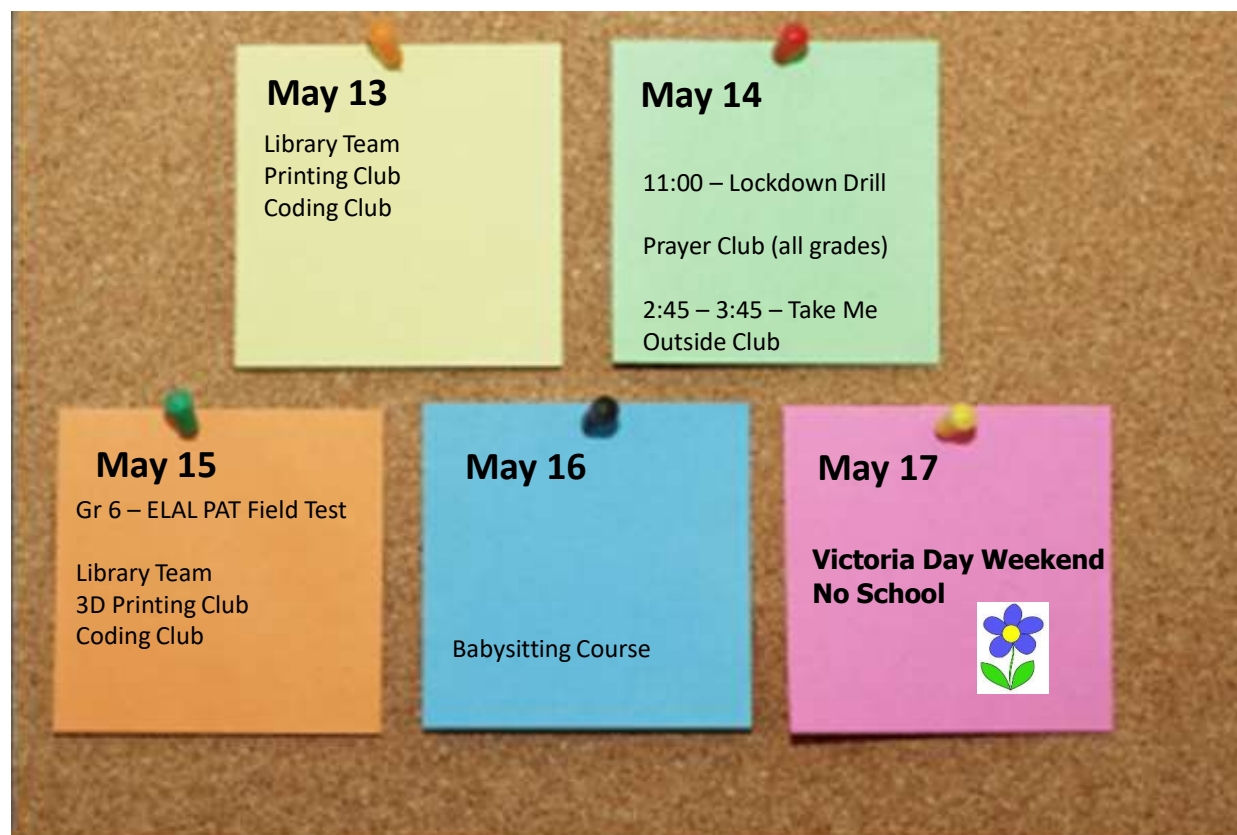 May 13
Library Team
Printing Club
Coding Club
May 14
11:00 – Lockdown Drill
Prayer Club (all grades)
2:45 – 3:45 – Take Me
Outside Club
May 15
Gr 6 – ELAL PAT Field Test
Library Team
3D Printing Club
Coding Club
May 16
Babysitting Course
May 17
Victoria Day Weekend
No School